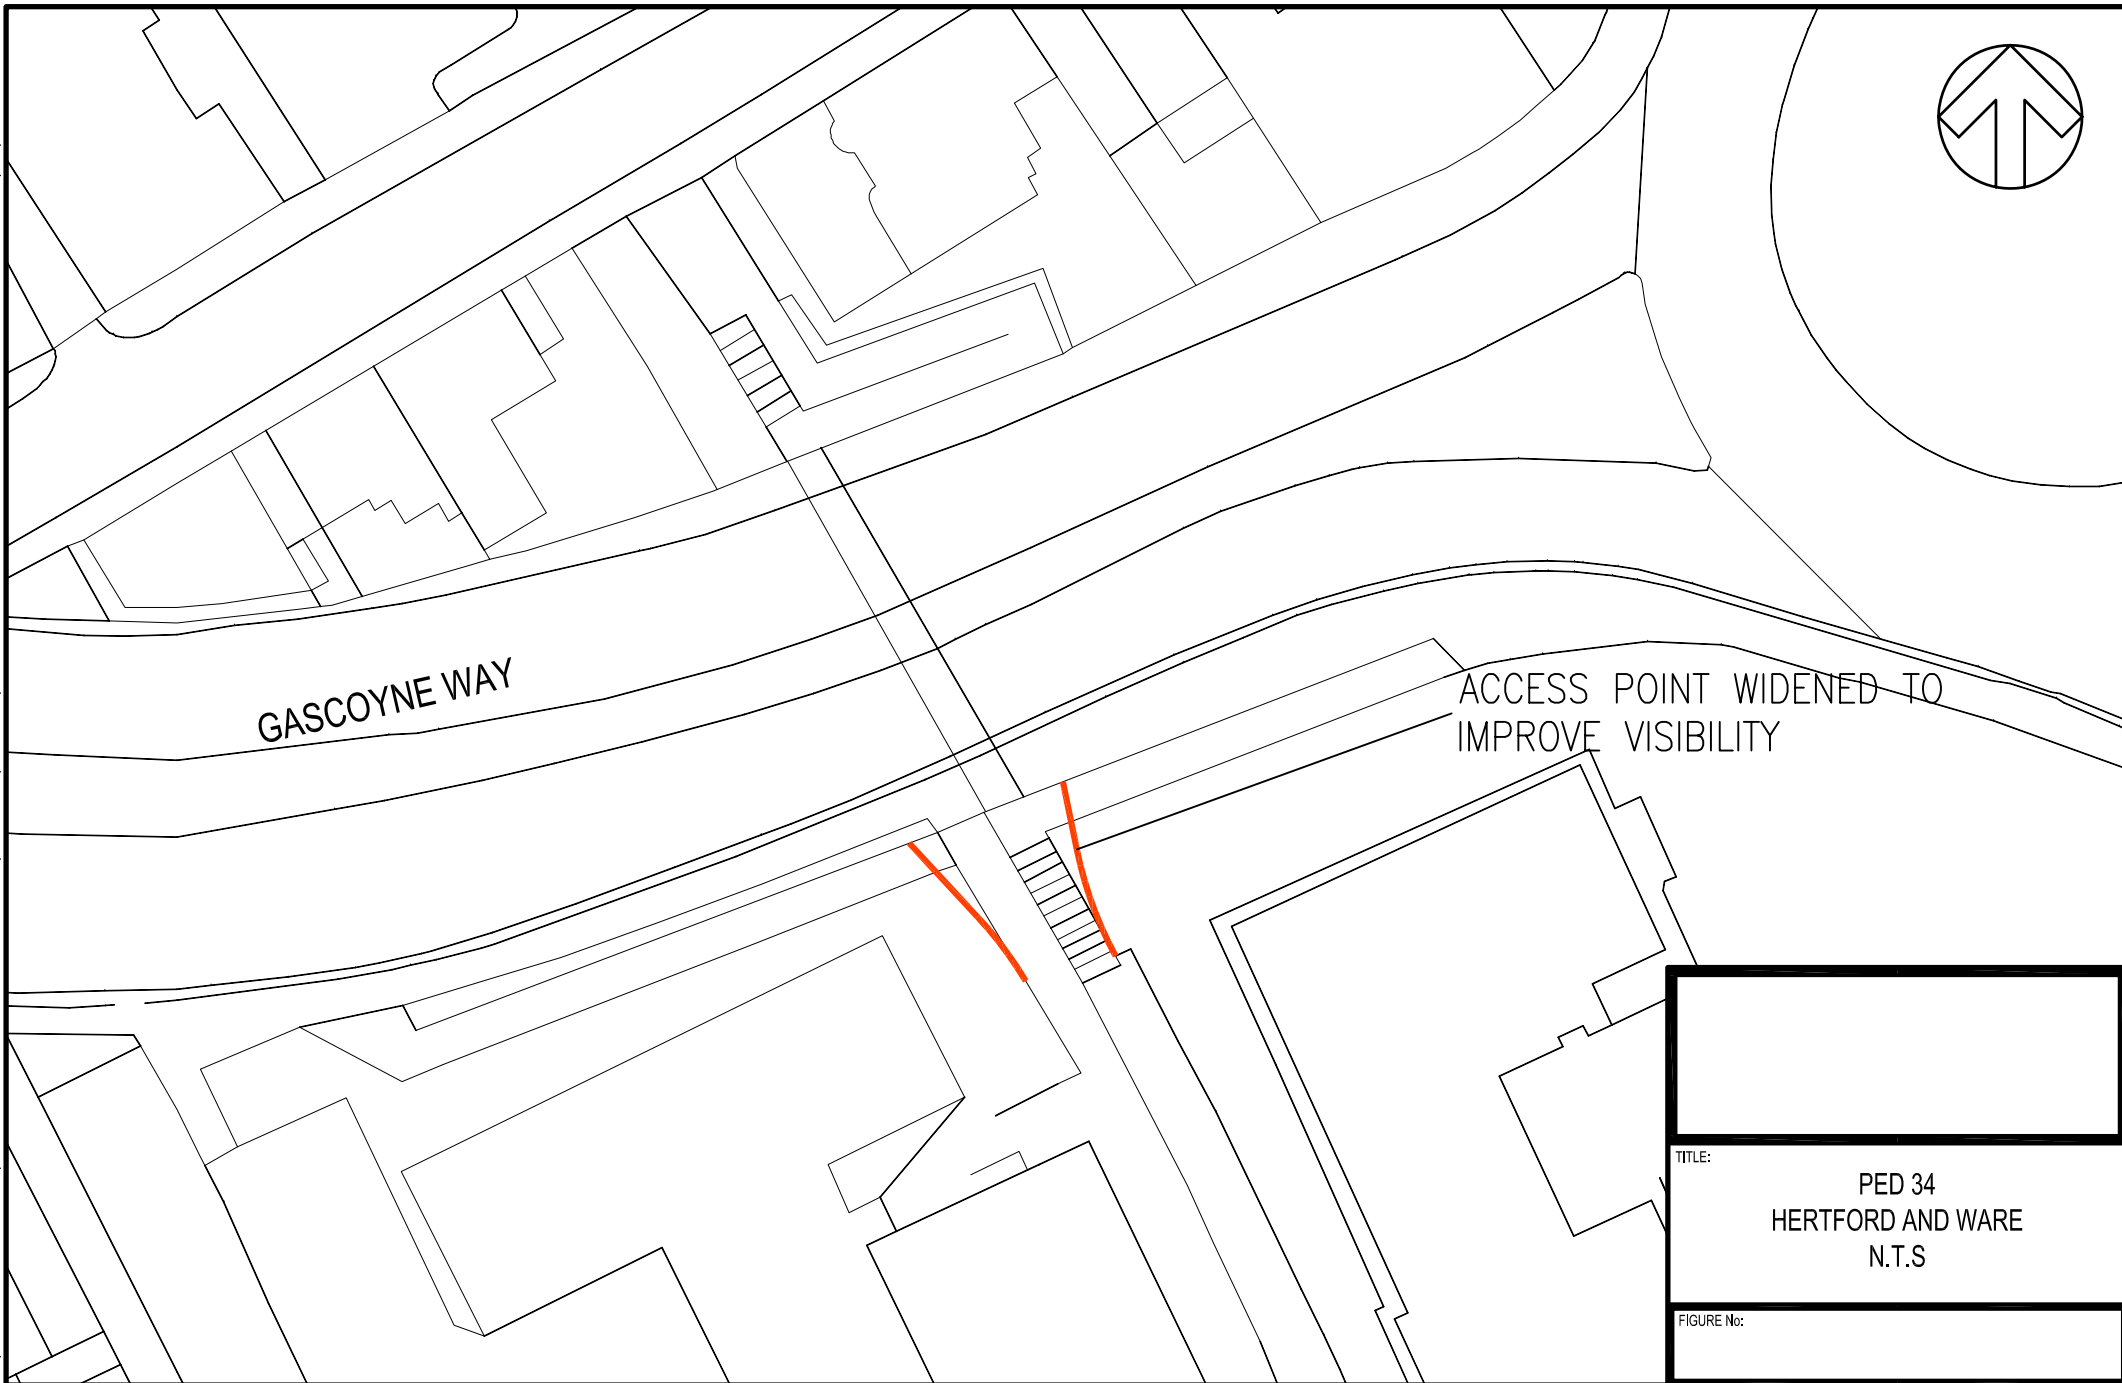 GASCOYNE WAY
ACCESS POINT WIDENED TO
IMPROVE VISIBILITY
TITLE:
PED 34
HERTFORD AND WARE
N.T.S
FIGURE No: